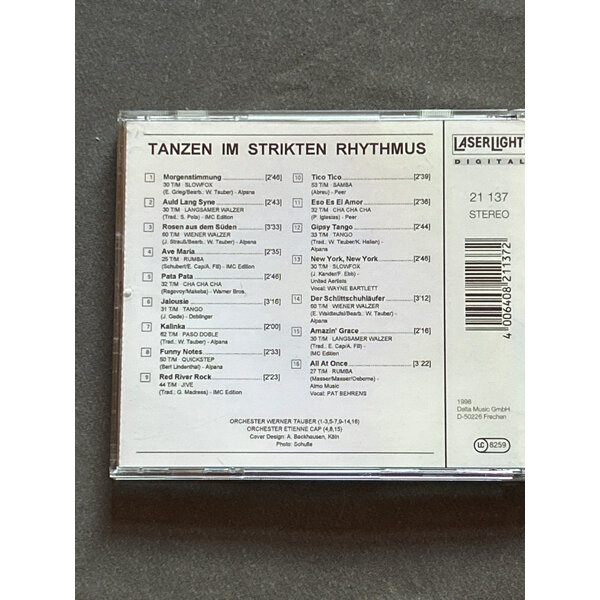 TANZEN IM STRIKTEN RHYTHMUS
1 Morgenstimmung [2'46]
30 T/M · SLOWFOX
(E. Grieg/Bearb. W. Tauber) - Alpana
2 Auld Lang Syne [2'43]
30 T/M · LANGSAMER WALZER
(Trad.: S. Pola) - IMC Edition
3 Rosen aus dem Süden [3'33]
60 T/M · WIENER WALZER
(J. Strauß/Bearb. W. Tauber) - Alpana
4 Ave Maria [2'35]
25 T/M · RUMBA
(Schubert/E. Cap/A. Fß) - IMC Edition
5 Pata Pata [2'46]
32 T/M · CHA CHA CHA
(Ragovoy/Makeba) - Warner Bros.
6 Jalousie [3'16]
31 T/M · TANGO
(J. Gade) - Doblinger
7 Kalinka [2'00]
62 T/M · PASO DOBLE
(Trad.: W. Tauber) - Alpana
8 Funny Notes [2'33]
50 T/M · QUICKSTEP
(Bert Lindenthal) - Alpana
9 Red River Rock [2'23]
44 T/M · JIVE
(Trad.: G. Madress) - IMC Edition
10 Tico Tico [2'39]
53 T/M · SAMBA
(Abreu) - Peer
11 Eso Es El Amor [2'36]
32 T/M · CHA CHA CHA
(P. Iglesias) - Peer
12 Gipsy Tango [2'44]
33 T/M · TANGO
(Trad.: W. Tauber/K. Hallen) -
Alpana
13 New York, New York [2'46]
30 T/M · SLOWFOX
(J. Kander/F. Ebb)
United Aertists
Vocal: WAYNE BARTLETT
14 Der Schlittschuhläufer [3'12]
60 T/M · WIENER WALZER
(E. Waldteufel/Bearb. W. Tauber) -
Alpana
15 Amazin' Grace [2'16]
30 T/M · LANGSAMER WALZER
(Trad.: E. Cap/A. Fß) -
IMC Edition
16 All At Once [3'22]
27 T/M · RUMBA
(Masser/Masser/Osborne) -
Almo Music
Vocal: PAT BEHRENS
ORCHESTER WERNER TAUBER (1-3,5-7,9-14,16)
ORCHESTER ETIENNE CAP (4,8,15)
Cover Design: A. Backhausen, Köln
Photo: Schuße
LASERLIGHT
DIGITAL
21 137
STEREO
4 006408 211372
1996
Delta Music GmbH
D-50226 Frechen
LC 8259